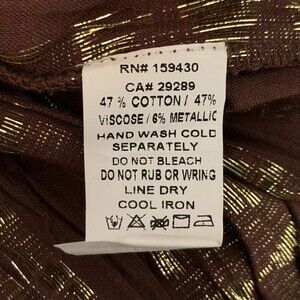 RN# 159430
CA# 29289
47 % COTTON / 47%
VISCOSE / 6% METALLIC
HAND WASH COLD
SEPARATELY
DO NOT BLEACH
DO NOT RUB OR WRING
LINE DRY
COOL IRON